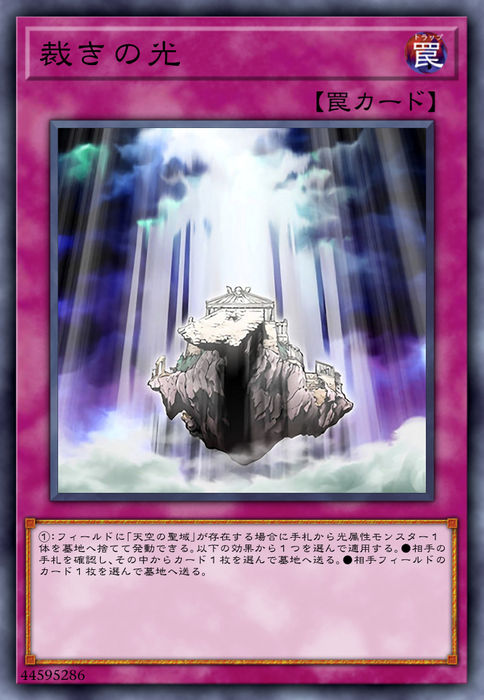 裁きの光
トラップ
罠
【罠カード】
①:フィールドに「天空の聖域」が存在する場合に手札から光属性モンスター１
体を墓地へ捨てて発動できる。以下の効果から１つを選んで適用する。●相手の
手札を確認し、その中からカード１枚を選んで墓地へ送る。●相手フィールドの
カード１枚を選んで墓地へ送る。
44595286